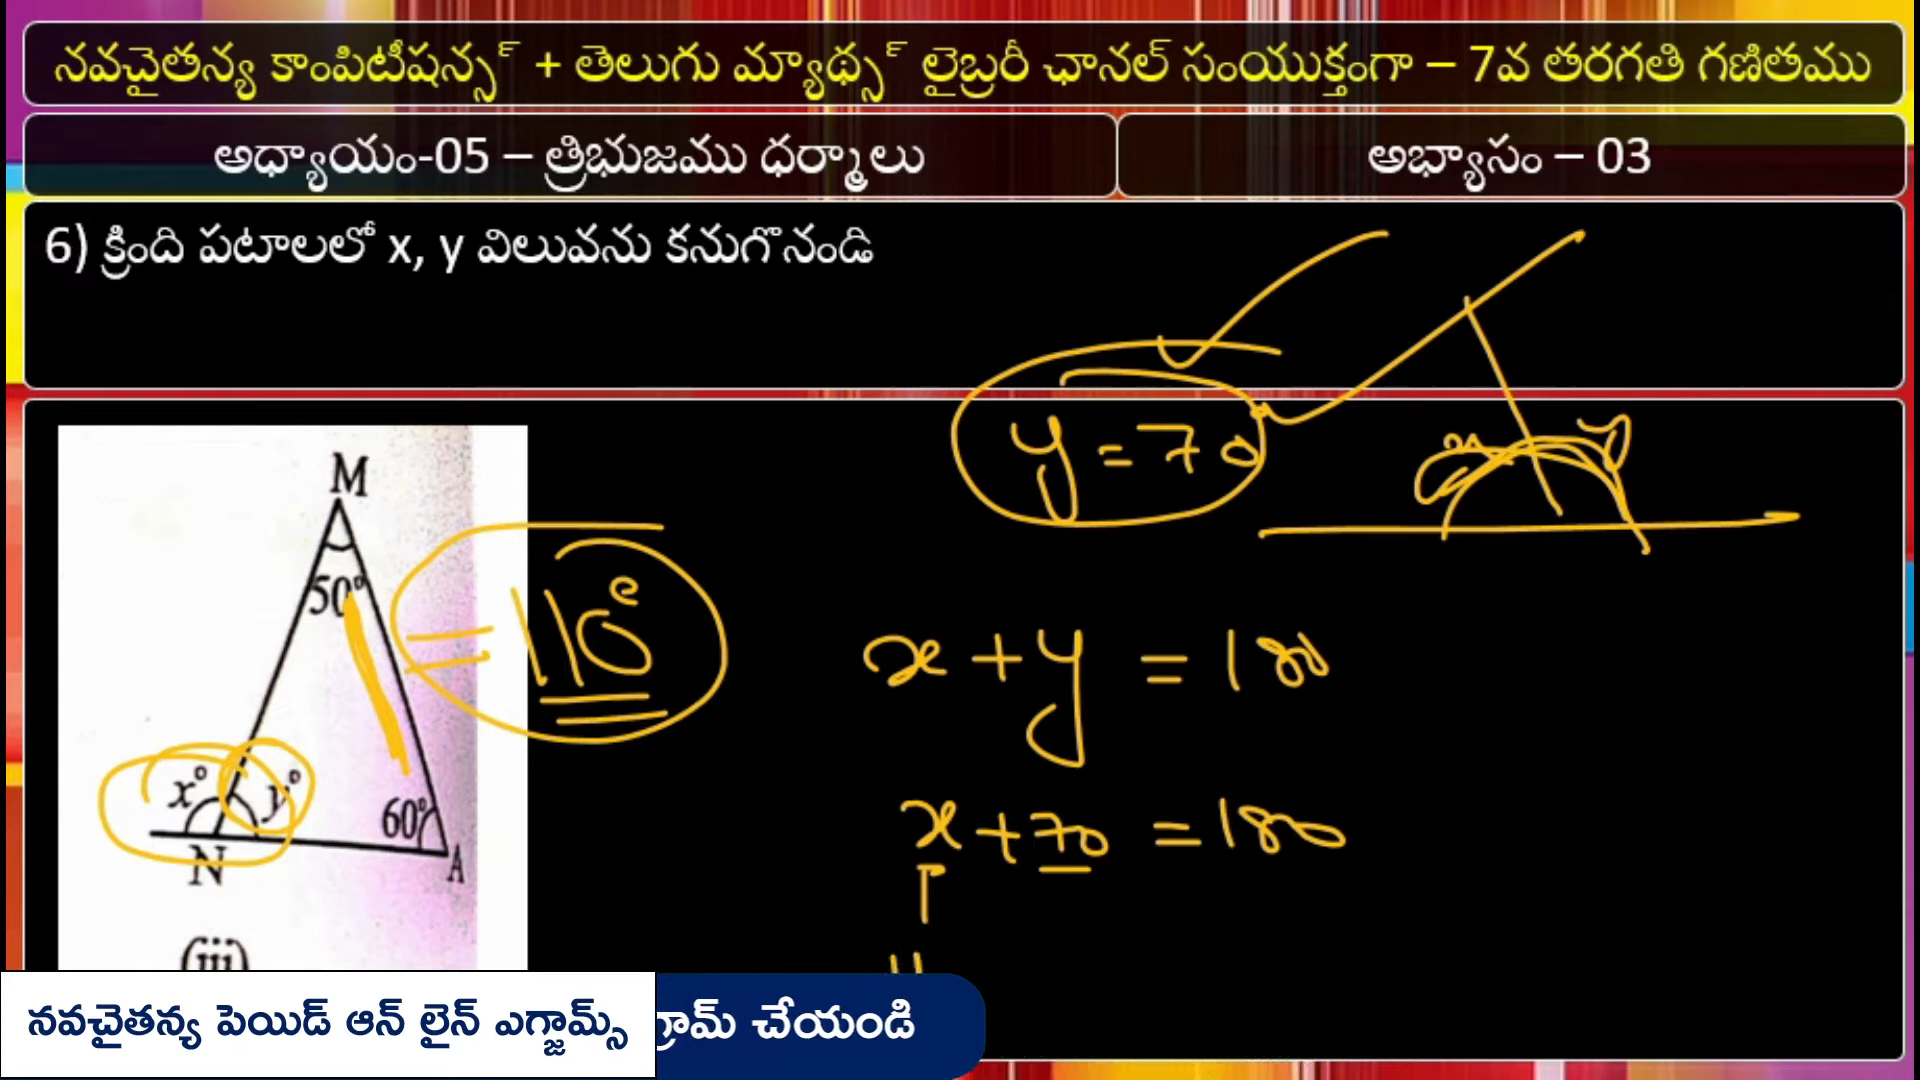 నవచైతన్య కాంపిటీషన్స్ + తెలుగు మ్యాథ్స్ లైబ్రరీ ఛానల్ సంయుక్తంగా – 7వ తరగతి గణితము
అధ్యాయం-05 – త్రిభుజము ధర్మాలు
అభ్యాసం – 03
6) క్రింది పటాలలో x, y విలువను కనుగొనండి
y = 70
M
50°
= 110°
x + y = 180
x° y° 60°
N A
x + 70 = 180
(iii)
నవచైతన్య పెయిడ్ ఆన్ లైన్ ఎగ్జామ్స్
చేయండి